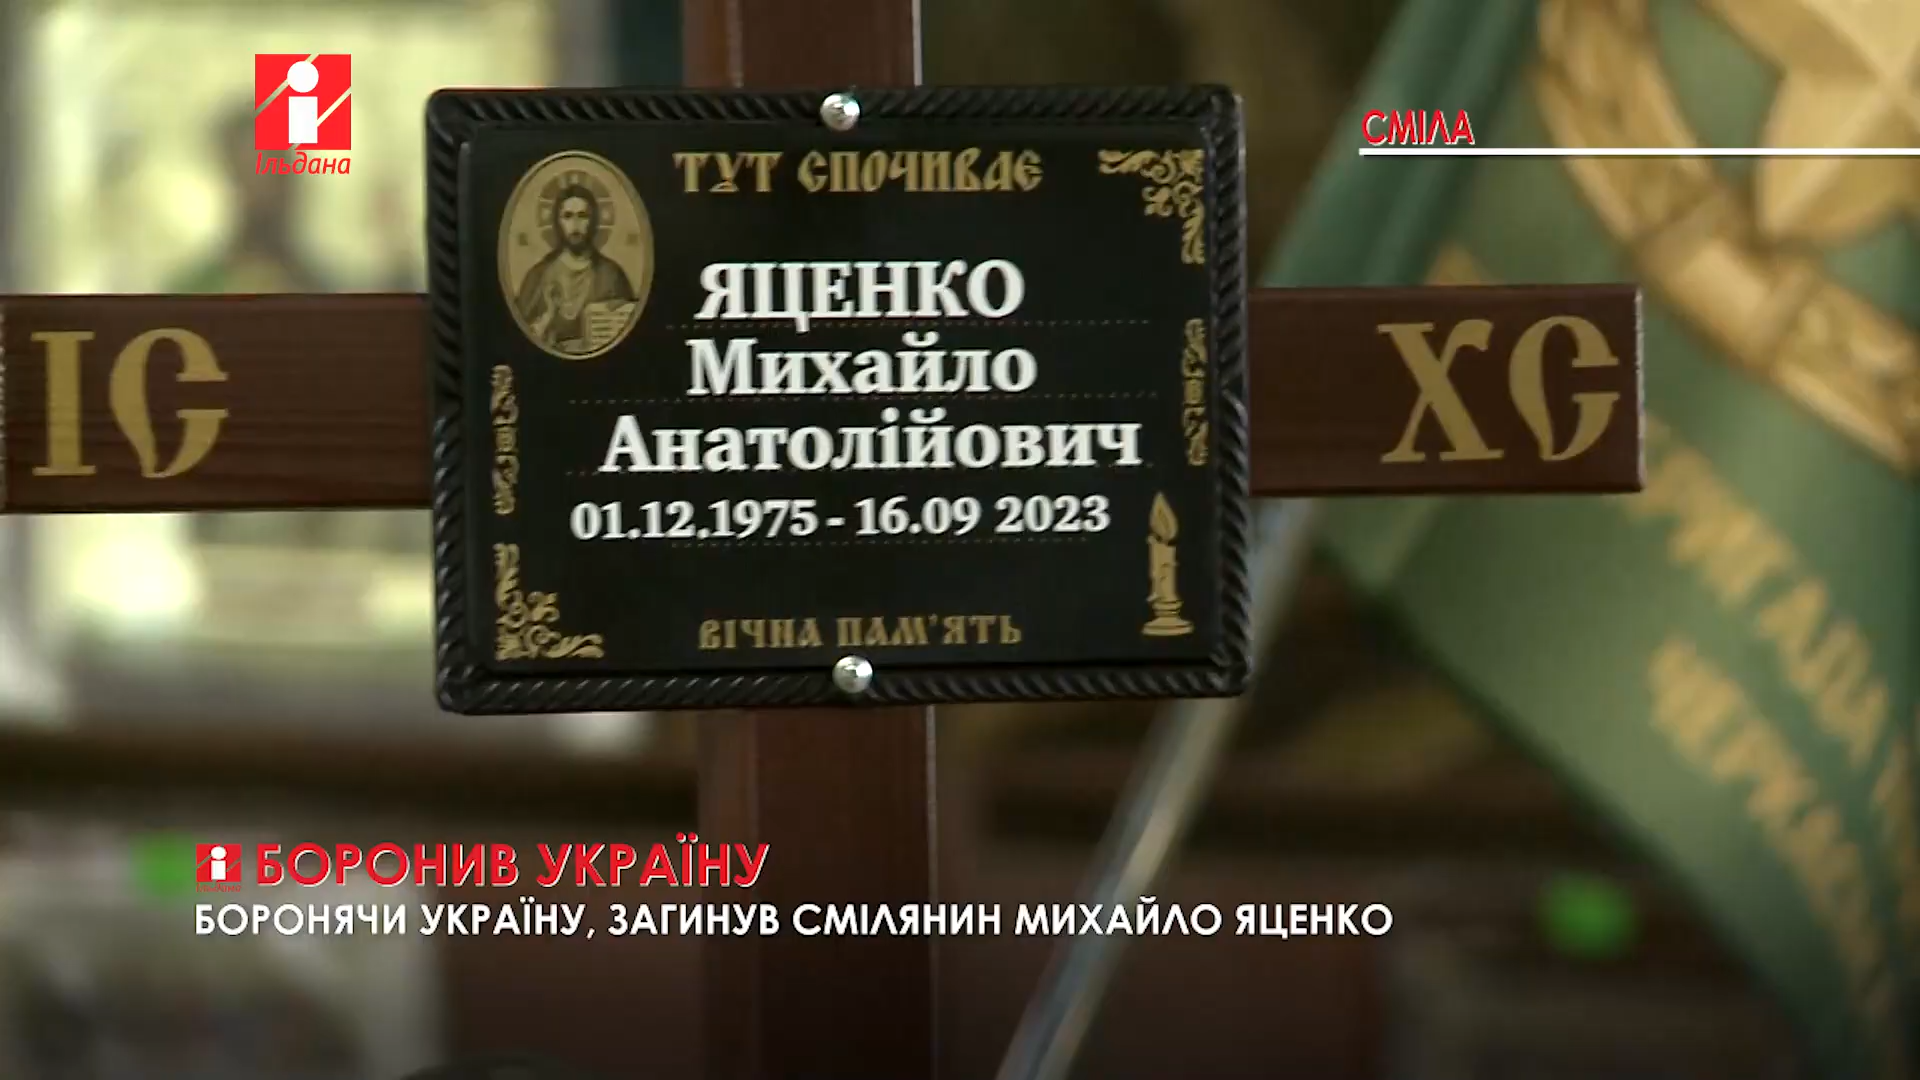 Ільдана
СМІЛА
ТУТ СПОЧИВАЄ
ЯЦЕНКО
Михайло
Анатолійович
01.12.1975 - 16.09 2023
ВІЧНА ПАМ'ЯТЬ
ІС
ХС
БОРОНИВ УКРАЇНУ
БОРОНЯЧИ УКРАЇНУ, ЗАГИНУВ СМІЛЯНИН МИХАЙЛО ЯЦЕНКО